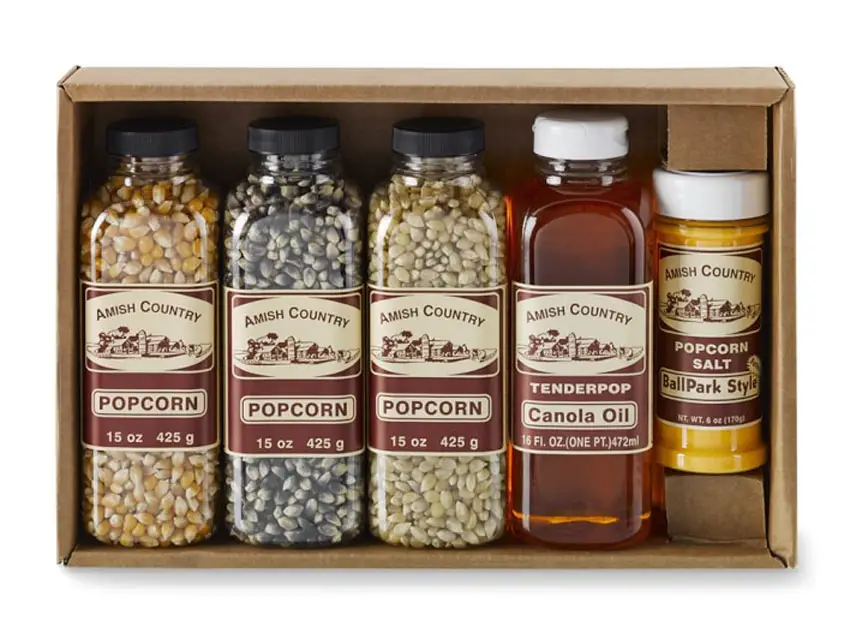 AMISH COUNTRY
POPCORN
15 oz 425 g
AMISH COUNTRY
POPCORN
15 oz 425 g
AMISH COUNTRY
POPCORN
15 oz 425 g
AMISH COUNTRY
TENDERPOP
Canola Oil
16 Fl. OZ.(ONE PT.)472ml
AMISH COUNTRY
POPCORN
SALT
BallPark Style
NT. WT. 6 oz (170g)